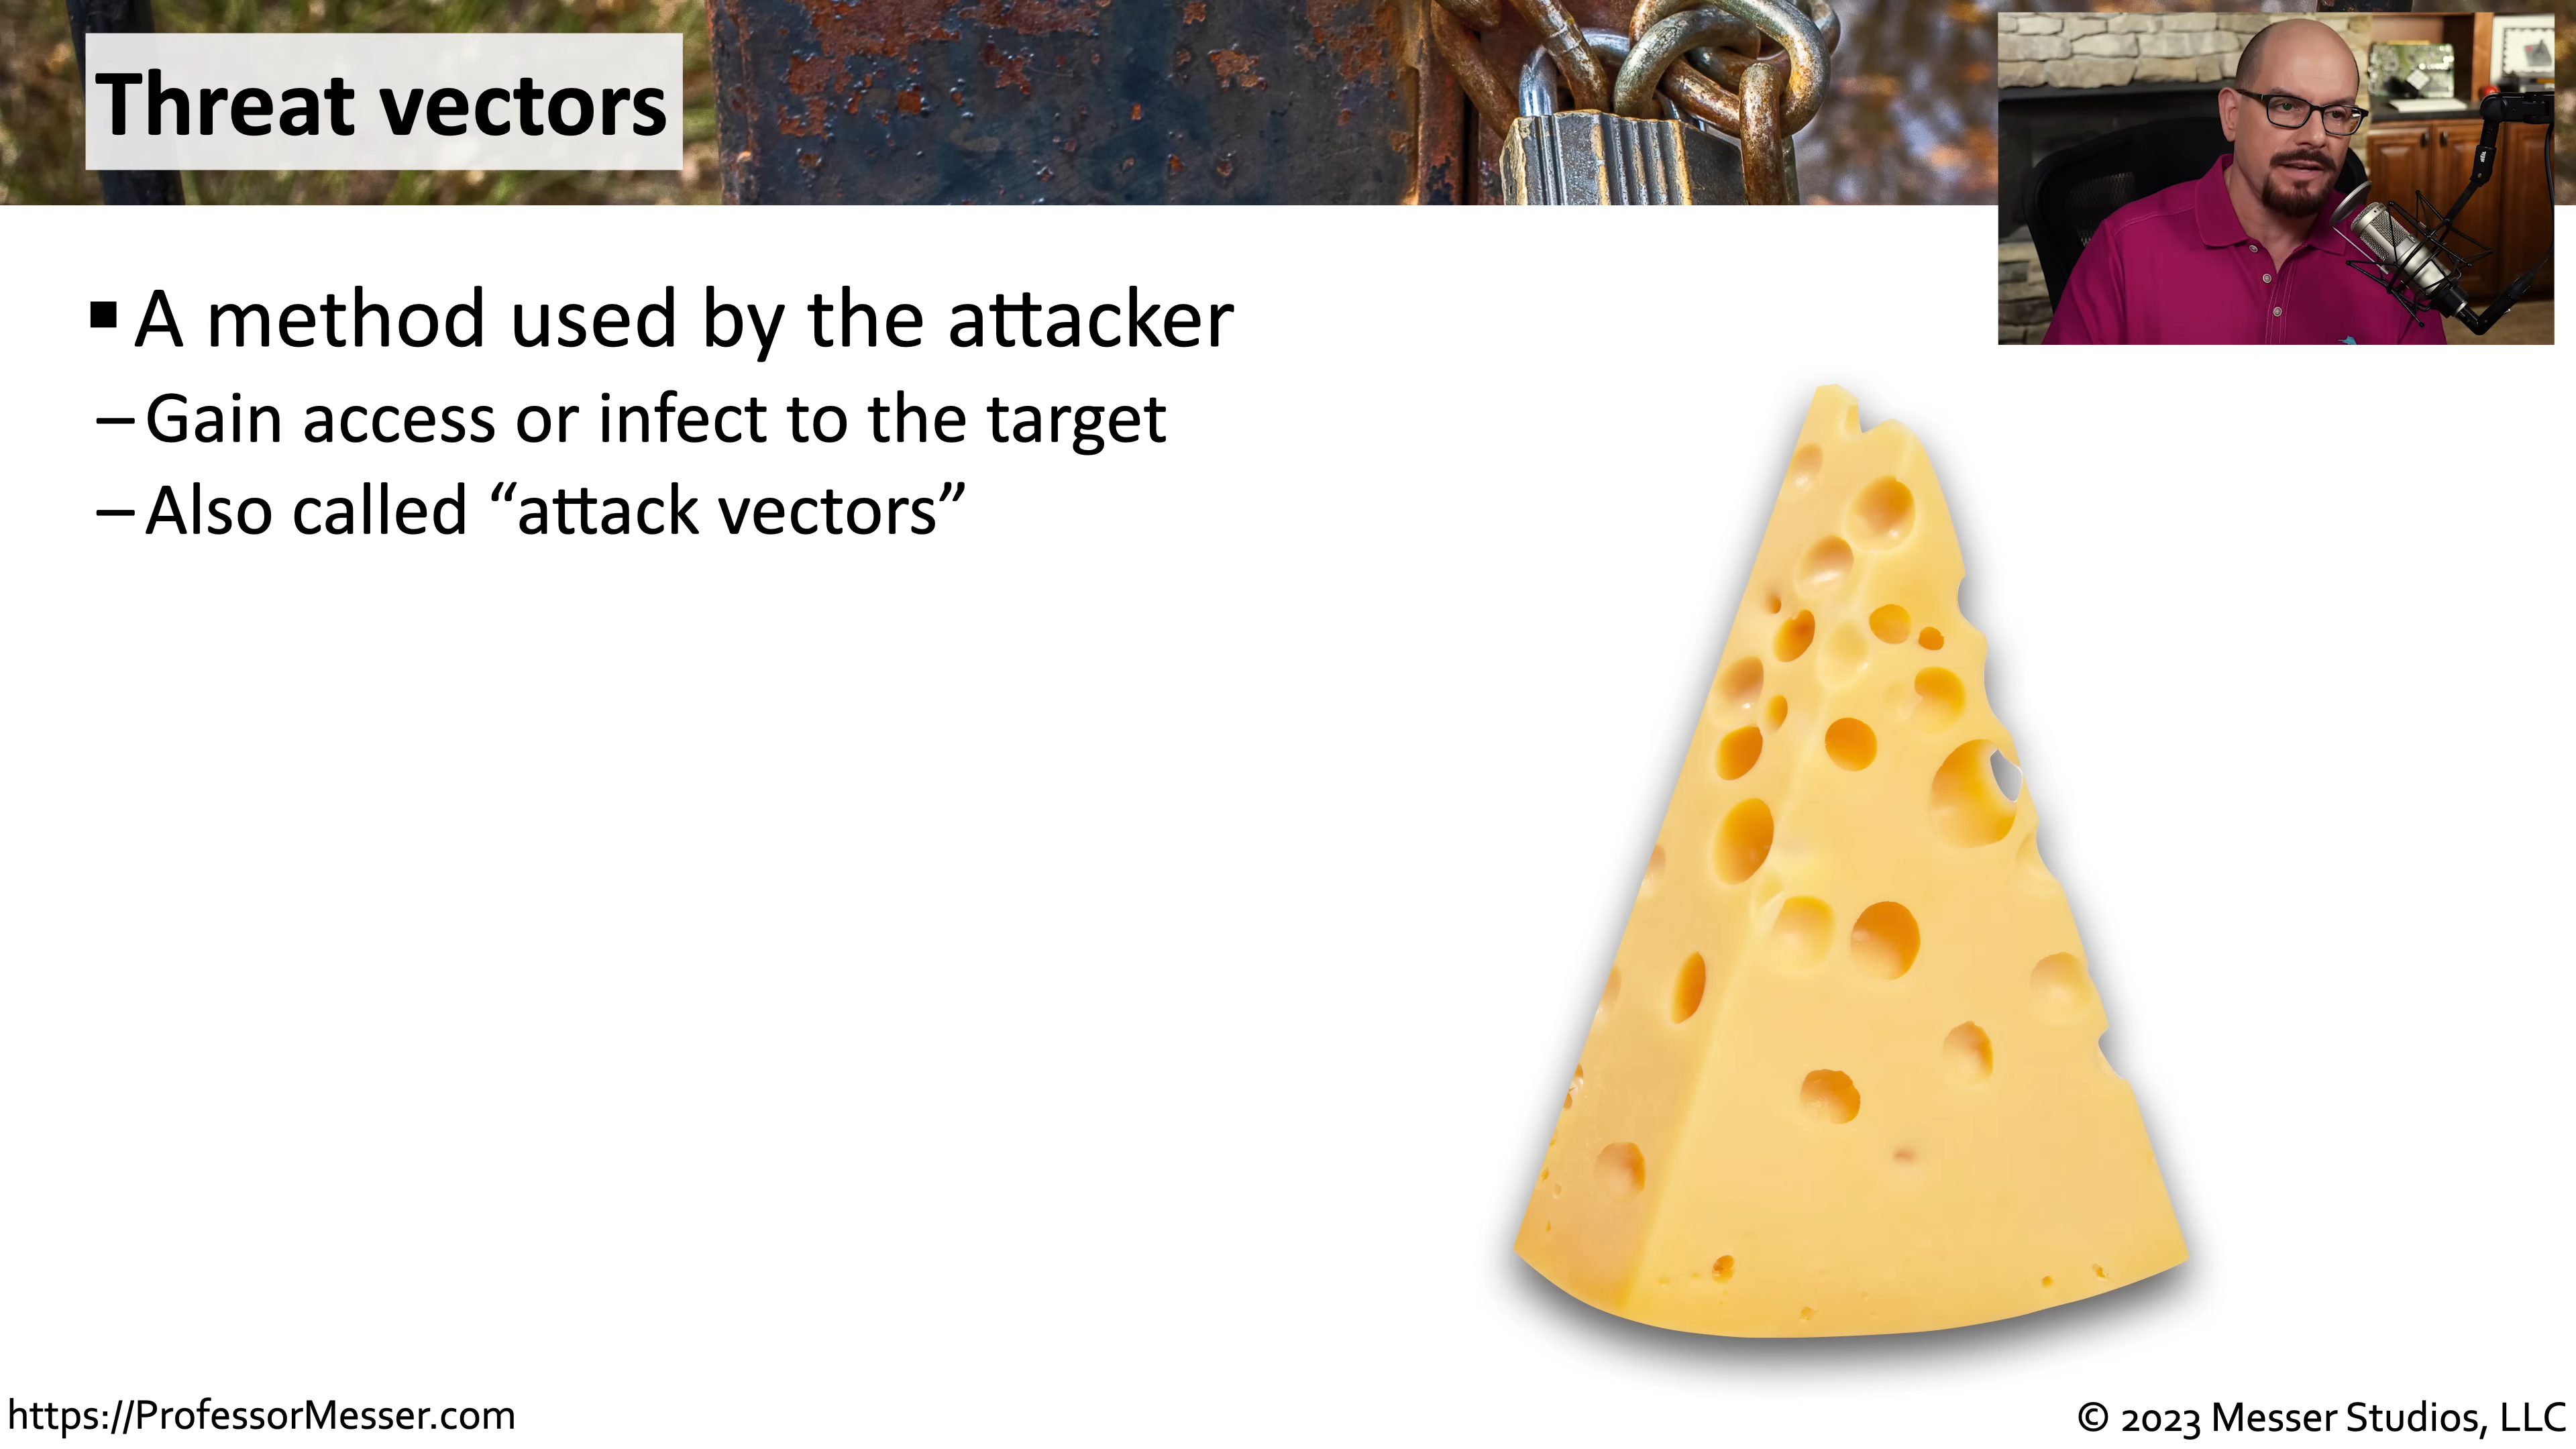 Threat vectors
▪ A method used by the attacker
– Gain access or infect to the target
– Also called “attack vectors”
https://ProfessorMesser.com
© 2023 Messer Studios, LLC